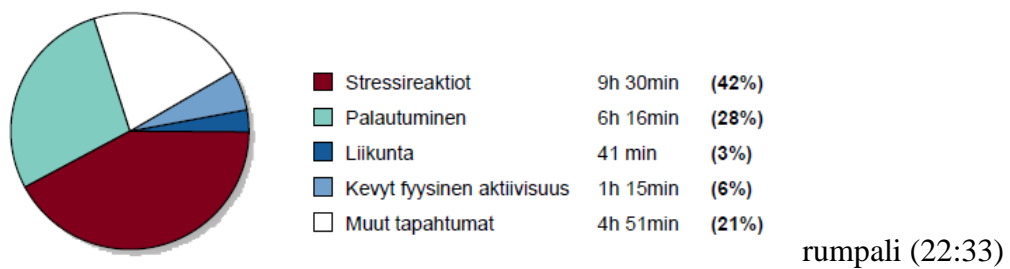 Stressireaktiot 9h 30min (42%)
Palautuminen 6h 16min (28%)
Liikunta 41 min (3%)
Kevyt fyysinen aktiivisuus 1h 15min (6%)
Muut tapahtumat 4h 51min (21%)
rumpali (22:33)